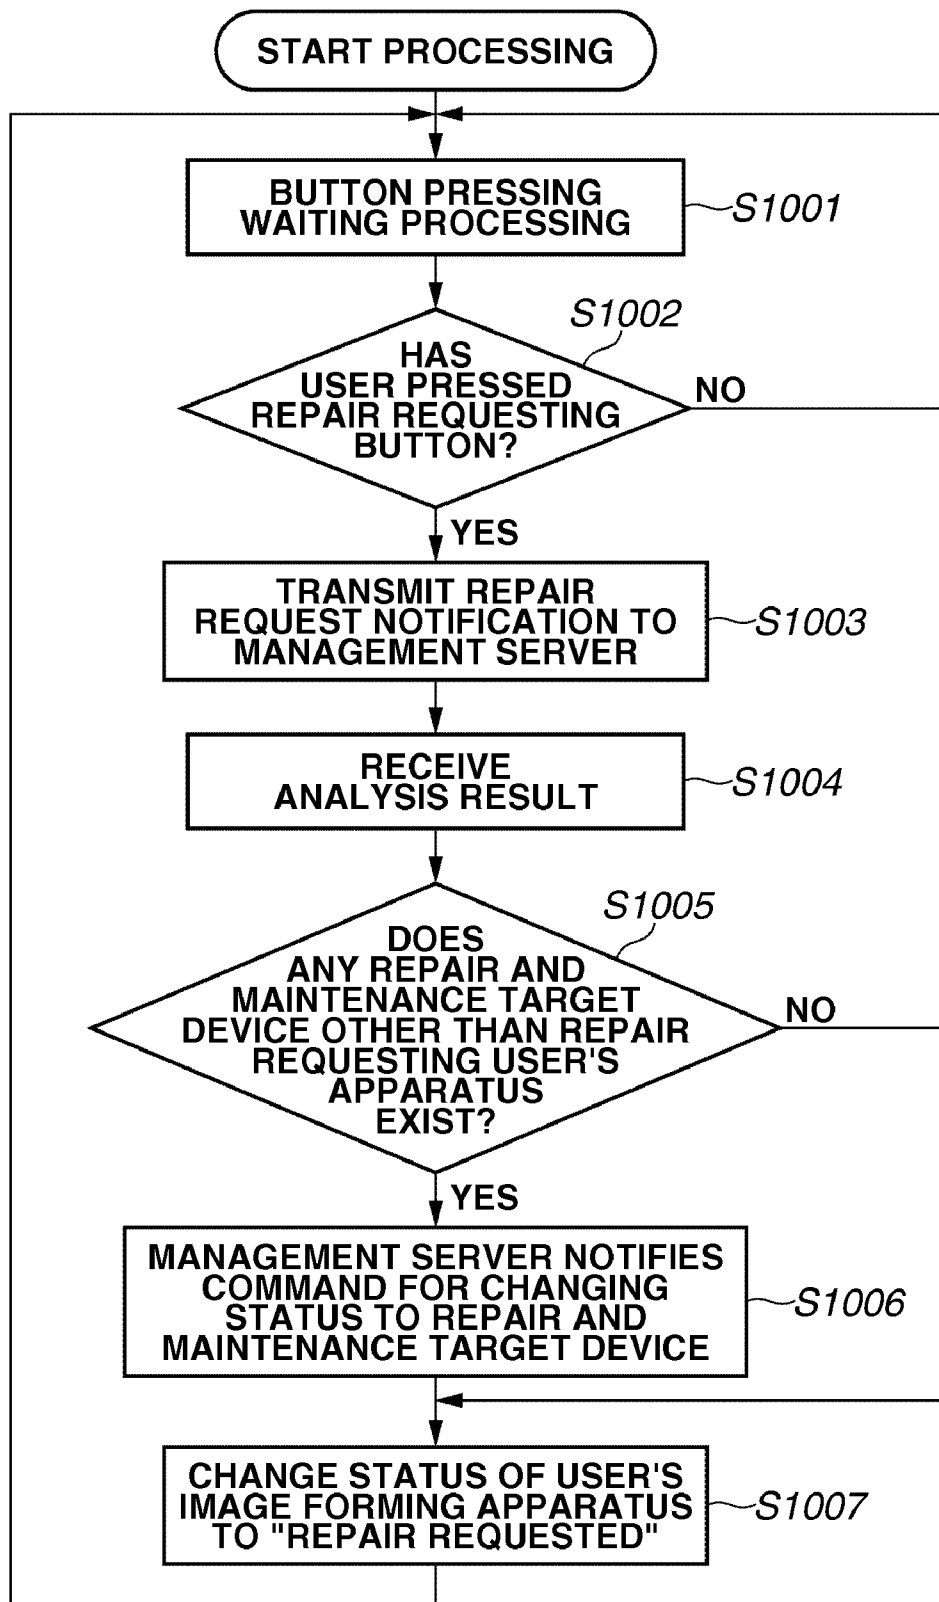 START PROCESSING
BUTTON PRESSING
WAITING PROCESSING
S1001
S1002
HAS
USER PRESSED
REPAIR REQUESTING
BUTTON?
NO
YES
TRANSMIT REPAIR
REQUEST NOTIFICATION TO
MANAGEMENT SERVER
S1003
RECEIVE
ANALYSIS RESULT
S1004
S1005
DOES
ANY REPAIR AND
MAINTENANCE TARGET
DEVICE OTHER THAN REPAIR
REQUESTING USER'S
APPARATUS
EXIST?
NO
YES
MANAGEMENT SERVER NOTIFIES
COMMAND FOR CHANGING
STATUS TO REPAIR AND
MAINTENANCE TARGET DEVICE
S1006
CHANGE STATUS OF USER'S
IMAGE FORMING APPARATUS
TO "REPAIR REQUESTED"
S1007